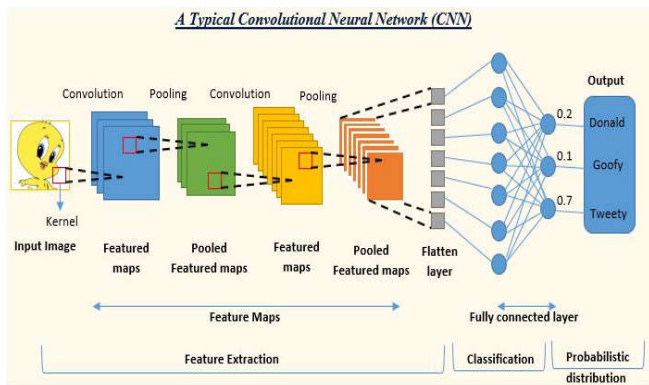 A Typical Convolutional Neural Network (CNN)
Convolution
Pooling
Convolution
Pooling
Output
0.2
Donald
0.1
Goofy
0.7
Tweety
Kernel
Input Image
Featured
maps
Pooled
Featured maps
Featured
maps
Pooled
Featured maps
Flatten
layer
Feature Maps
Fully connected layer
Feature Extraction
Classification
Probabilistic
distribution